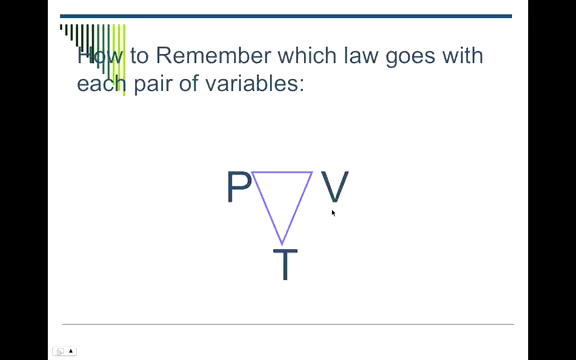 How to Remember which law goes with
each pair of variables:
P V
T